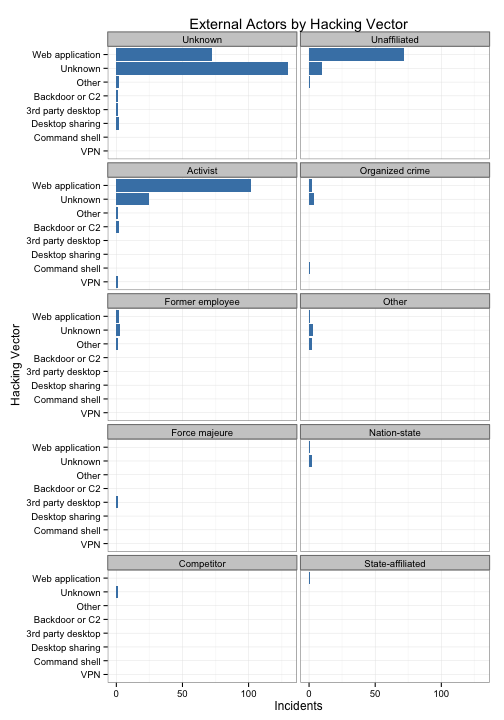 External Actors by Hacking Vector
Unknown
Unaffiliated
Web application
Unknown
Other
Backdoor or C2
3rd party desktop
Desktop sharing
Command shell
VPN
Activist
Organized crime
Web application
Unknown
Other
Backdoor or C2
3rd party desktop
Desktop sharing
Command shell
VPN
Former employee
Other
Web application
Unknown
Other
Backdoor or C2
3rd party desktop
Desktop sharing
Command shell
VPN
Force majeure
Nation-state
Web application
Unknown
Other
Backdoor or C2
3rd party desktop
Desktop sharing
Command shell
VPN
Competitor
State-affiliated
Web application
Unknown
Other
Backdoor or C2
3rd party desktop
Desktop sharing
Command shell
VPN
Hacking Vector
0 50 100 0 50 100
Incidents